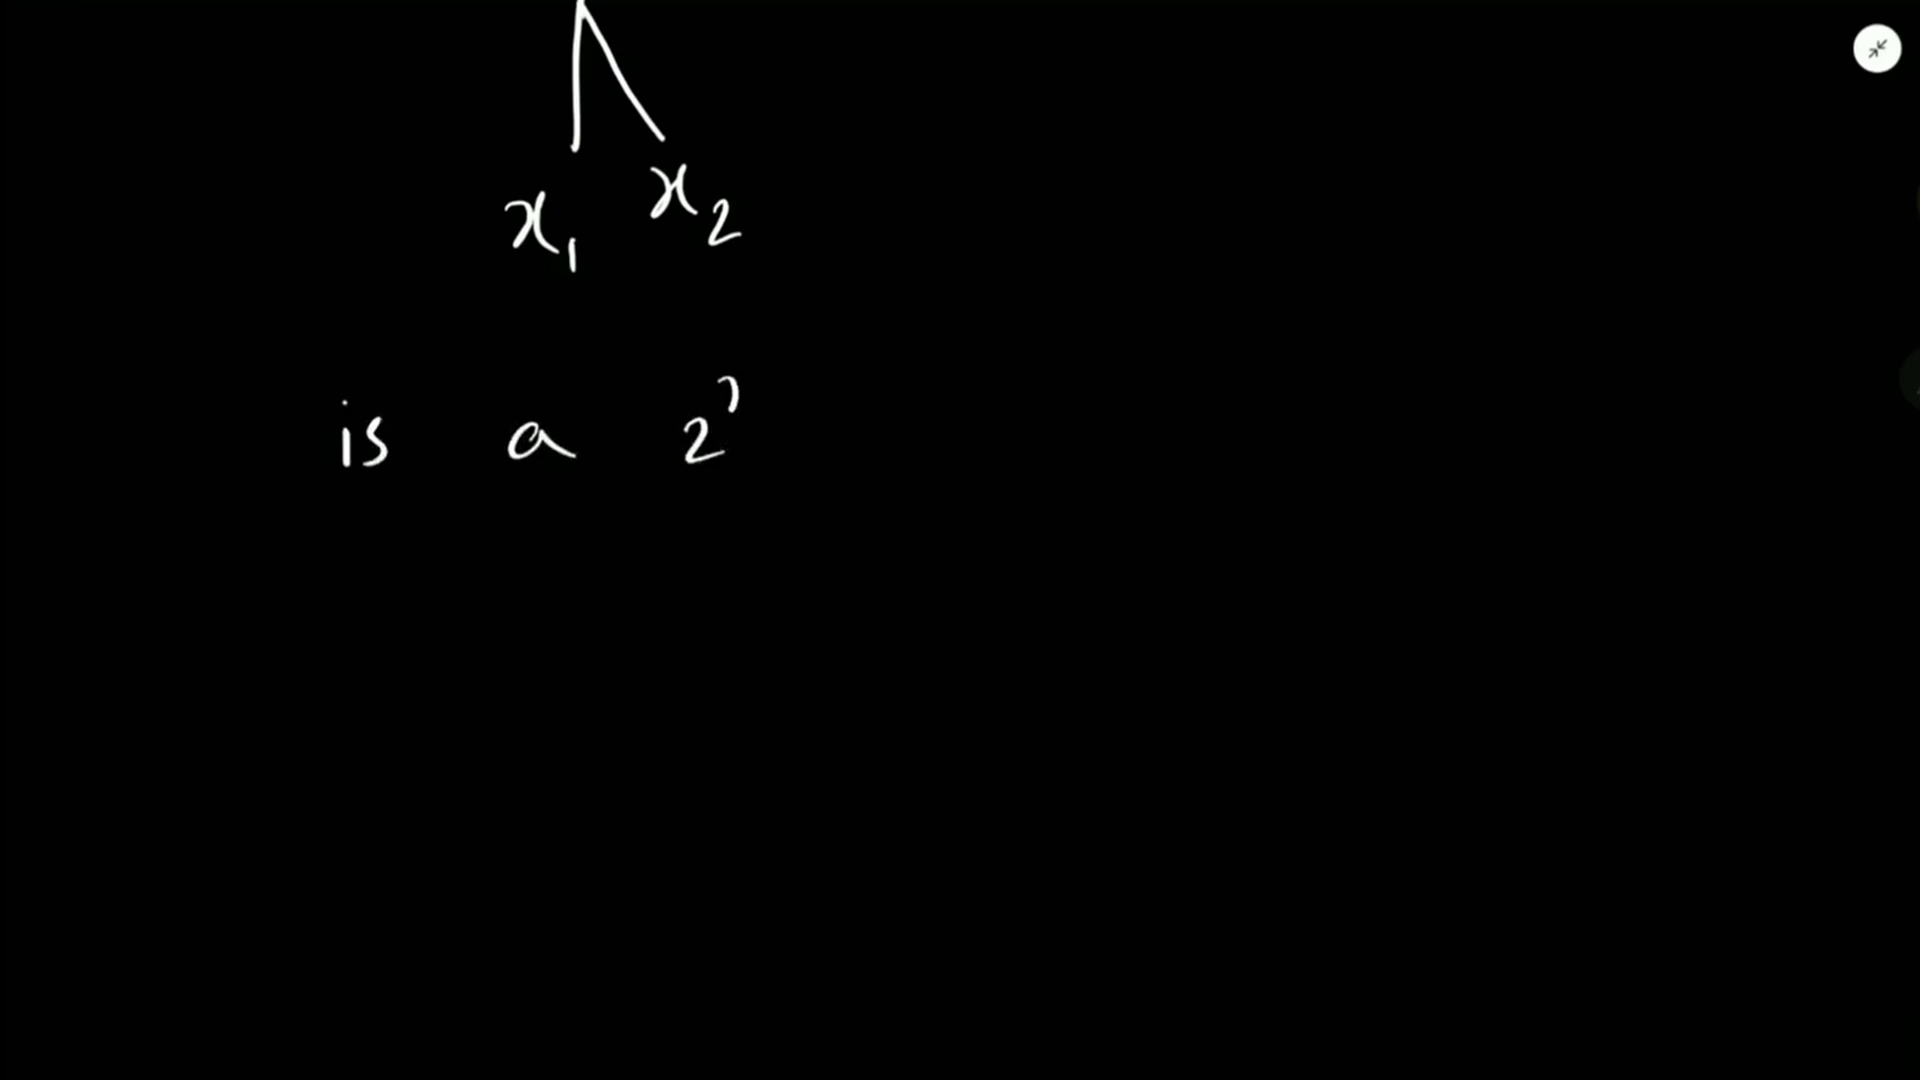 x₁ x₂
is a 2